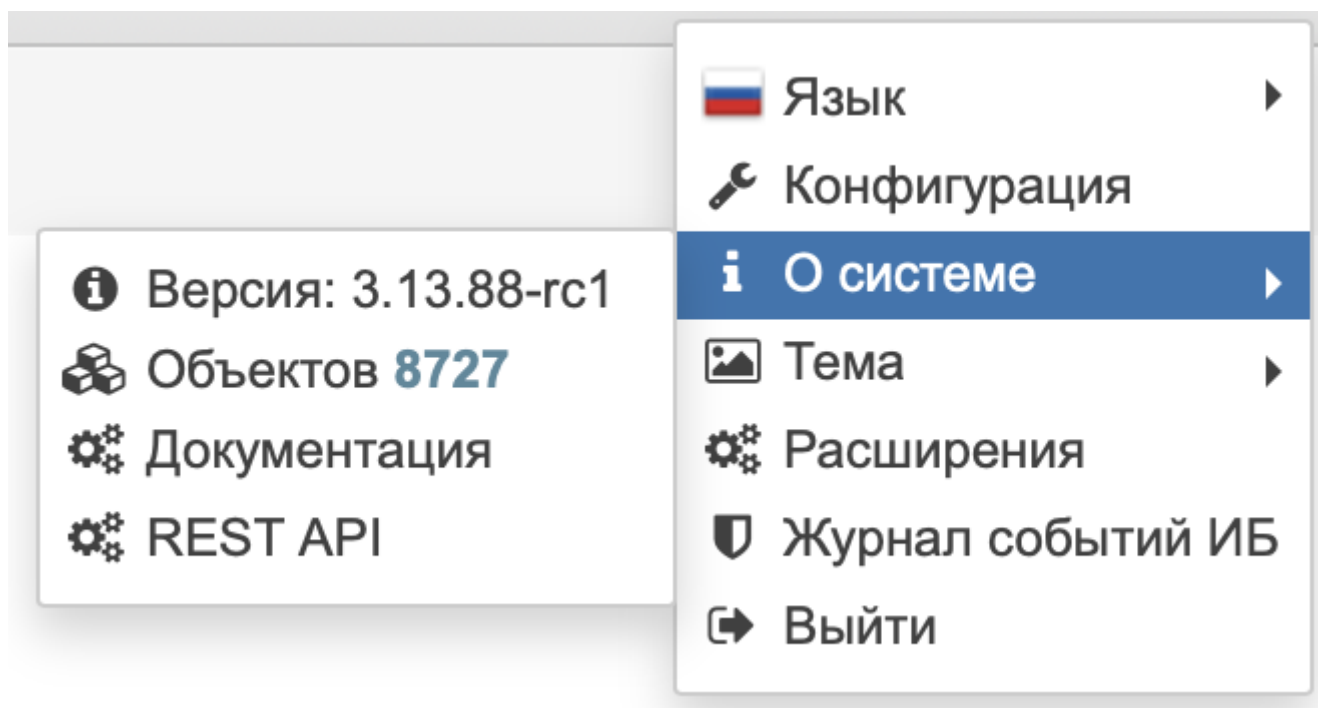 Язык
Конфигурация
О системе
Тема
Расширения
Журнал событий ИБ
Выйти
Версия: 3.13.88-rc1
Объектов 8727
Документация
REST API